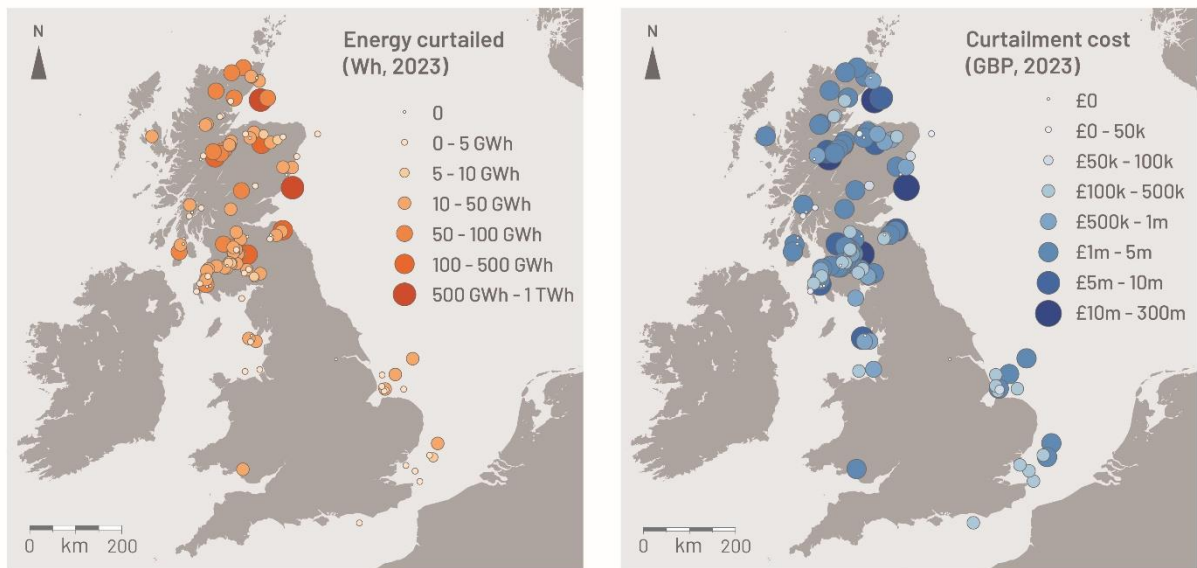 N
Energy curtailed
(Wh, 2023)
0
0 - 5 GWh
5 - 10 GWh
10 - 50 GWh
50 - 100 GWh
100 - 500 GWh
500 GWh - 1 TWh
0 km 200
N
Curtailment cost
(GBP, 2023)
£0
£0 - 50k
£50k - 100k
£100k - 500k
£500k - 1m
£1m - 5m
£5m - 10m
£10m - 300m
0 km 200